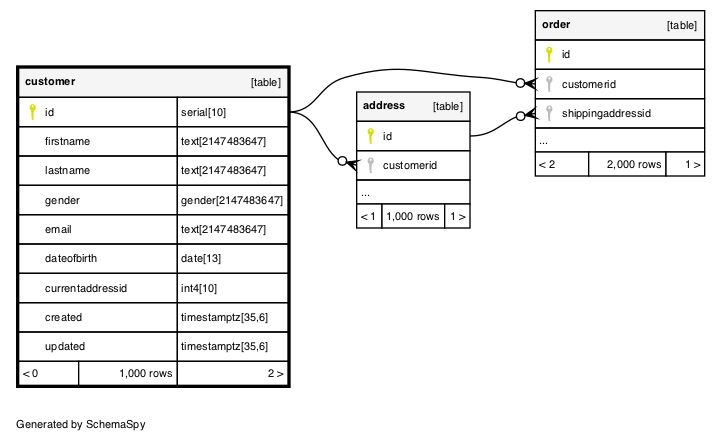 customer [table]
id serial[10]
firstname text[2147483647]
lastname text[2147483647]
gender gender[2147483647]
email text[2147483647]
dateofbirth date[13]
currentaddressid int4[10]
created timestamptz[35,6]
updated timestamptz[35,6]
< 0 1,000 rows 2 >
address [table]
id
customerid
...
< 1 1,000 rows 1 >
order [table]
id
customerid
shippingaddressid
...
< 2 2,000 rows 1 >
Generated by SchemaSpy